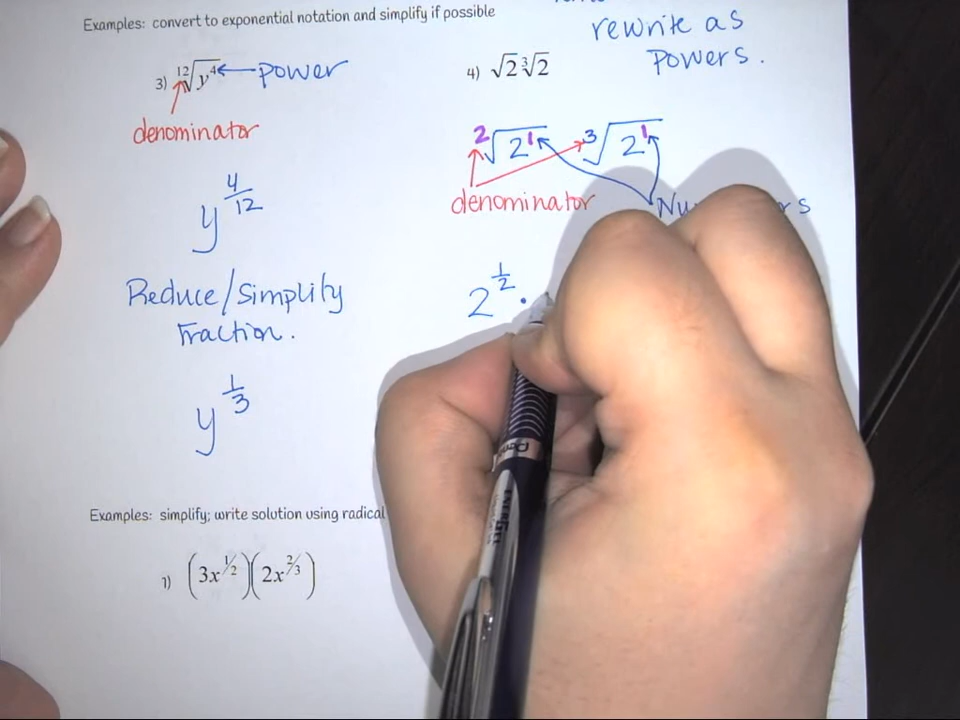 Examples: convert to exponential notation and simplify if possible
rewrite as
Powers.
3) ¹²√y⁴ ← power
4) √2 ³√2
denominator
²√2¹ ³√2¹
denominator
y^(4/12)
Reduce/Simplify
Fraction.
2^(1/2) ·
y^(1/3)
Examples: simplify; write solution using radical
1) (3x^(1/2))(2x^(2/3))